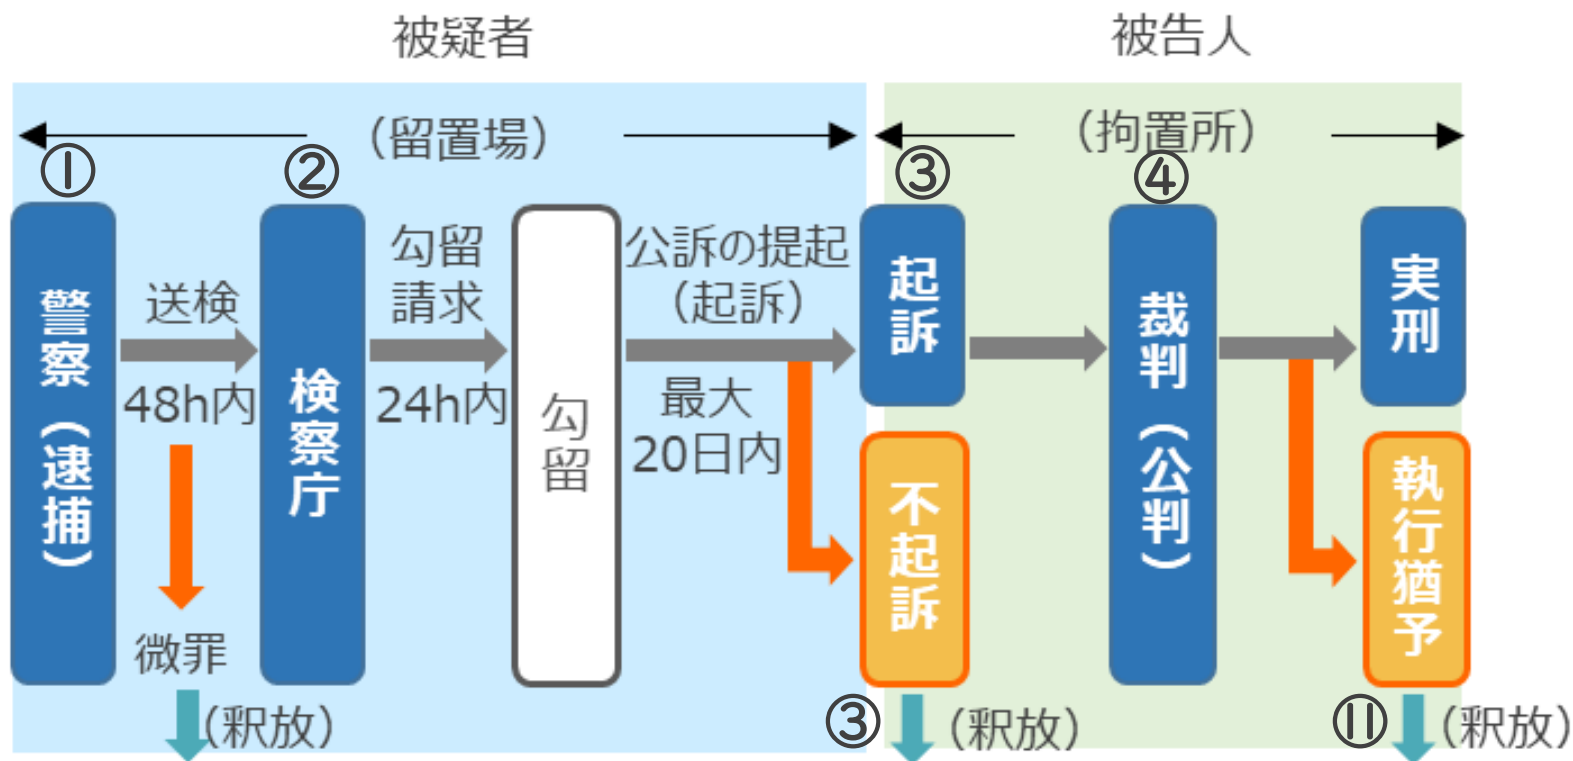 被疑者
被告人
(留置場)
(拘置所)
①
②
③
④
警察(逮捕)
送検
48h内
微罪
(釈放)
検察庁
勾留
請求
24h内
勾留
公訴の提起
(起訴)
最大
20日内
起訴
不起訴
③
(釈放)
裁判(公判)
実刑
執行猶予
⑪
(釈放)